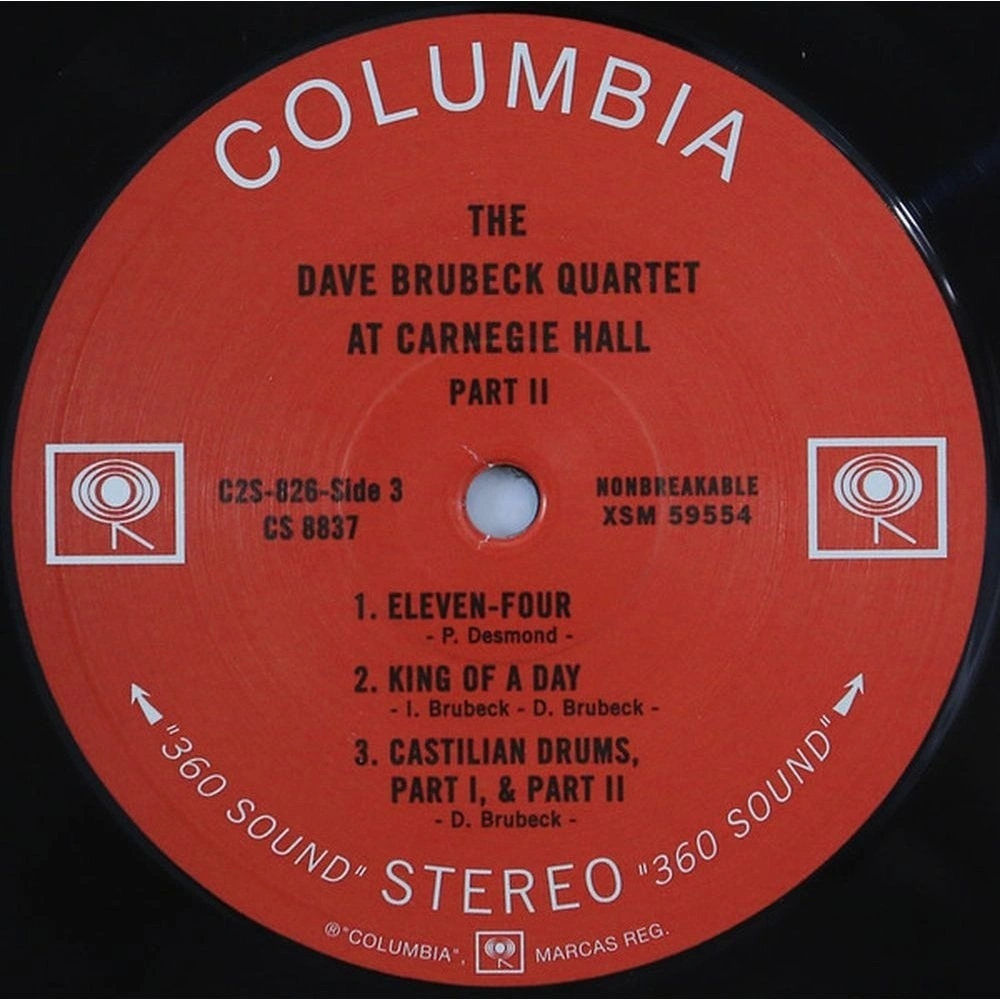 COLUMBIA
THE
DAVE BRUBECK QUARTET
AT CARNEGIE HALL
PART II
C2S-826-Side 3
CS 8837
NONBREAKABLE
XSM 59554
1. ELEVEN-FOUR
- P. Desmond -
2. KING OF A DAY
- I. Brubeck - D. Brubeck -
3. CASTILIAN DRUMS,
PART I, & PART II
- D. Brubeck -
"360 SOUND" STEREO "360 SOUND"
®"COLUMBIA", MARCAS REG.